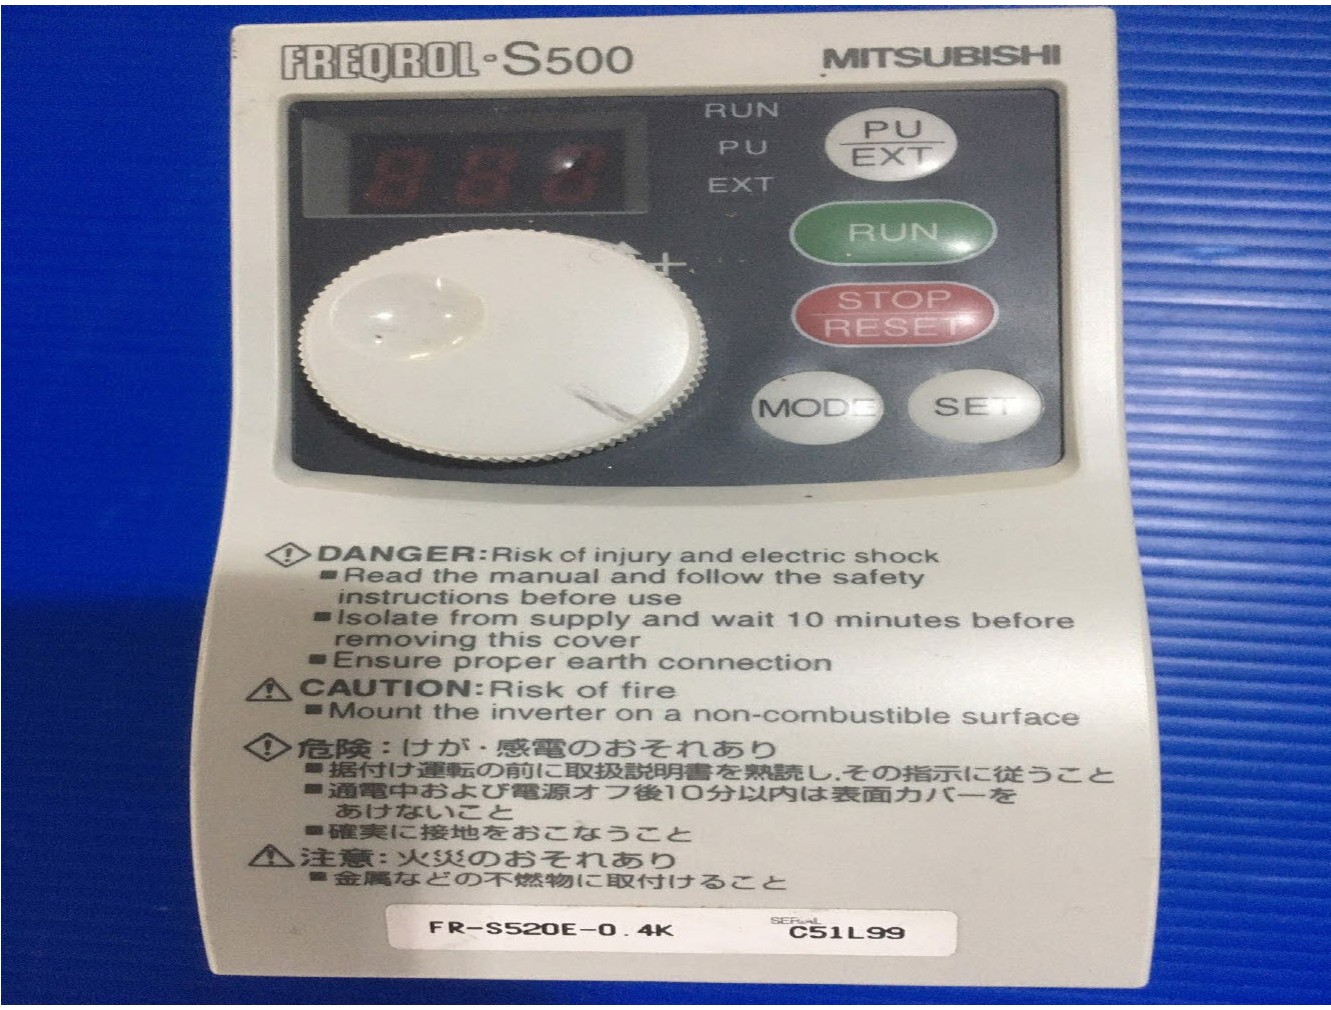 FREQROL-S500 MITSUBISHI
RUN
PU
EXT
PU
EXT
RUN
+
STOP
RESET
MODE SET
DANGER:Risk of injury and electric shock
■Read the manual and follow the safety
instructions before use
■Isolate from supply and wait 10 minutes before
removing this cover
■Ensure proper earth connection
CAUTION:Risk of fire
■Mount the inverter on a non-combustible surface
危険：けが・感電のおそれあり
■据付け運転の前に取扱説明書を熟読し、その指示に従うこと
■通電中および電源オフ後10分以内は表面カバーを
あけないこと
■確実に接地をおこなうこと
注意：火災のおそれあり
■金属などの不燃物に取付けること
FR-S520E-0.4K SERIAL C51L99